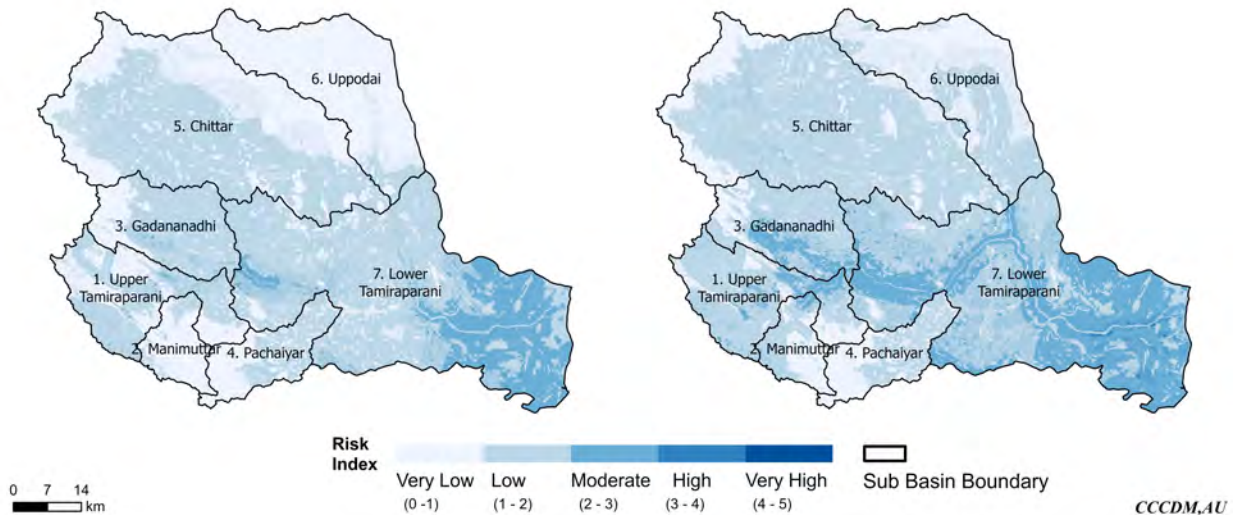 6. Uppodai
5. Chittar
3. Gadananadhi
1. Upper
Tamiraparani
7. Lower
Tamiraparani
2. Manimuttar
4. Pachaiyar
6. Uppodai
5. Chittar
3. Gadananadhi
1. Upper
Tamiraparani
7. Lower
Tamiraparani
2. Manimuttar
4. Pachaiyar
Risk
Index
Very Low Low Moderate High Very High
(0 -1) (1 - 2) (2 - 3) (3 - 4) (4 - 5)
Sub Basin Boundary
0 7 14
km
CCCDM,AU